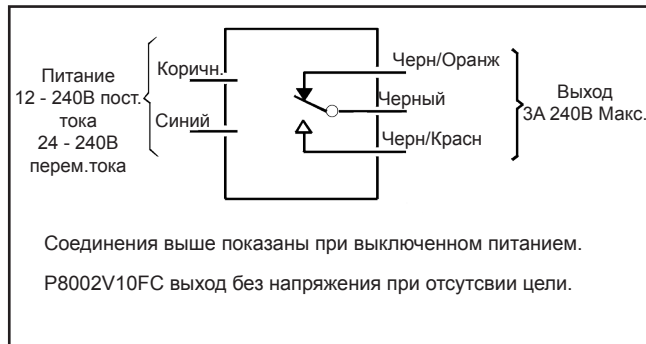 Питание
12 - 240В пост.
тока
24 - 240В
перем.тока
Коричн.
Синий
Черн/Оранж
Черный
Черн/Красн
Выход
3А 240В Макс.
Соединения выше показаны при выключенном питанием.
P8002V10FC выход без напряжения при отсутсвии цели.